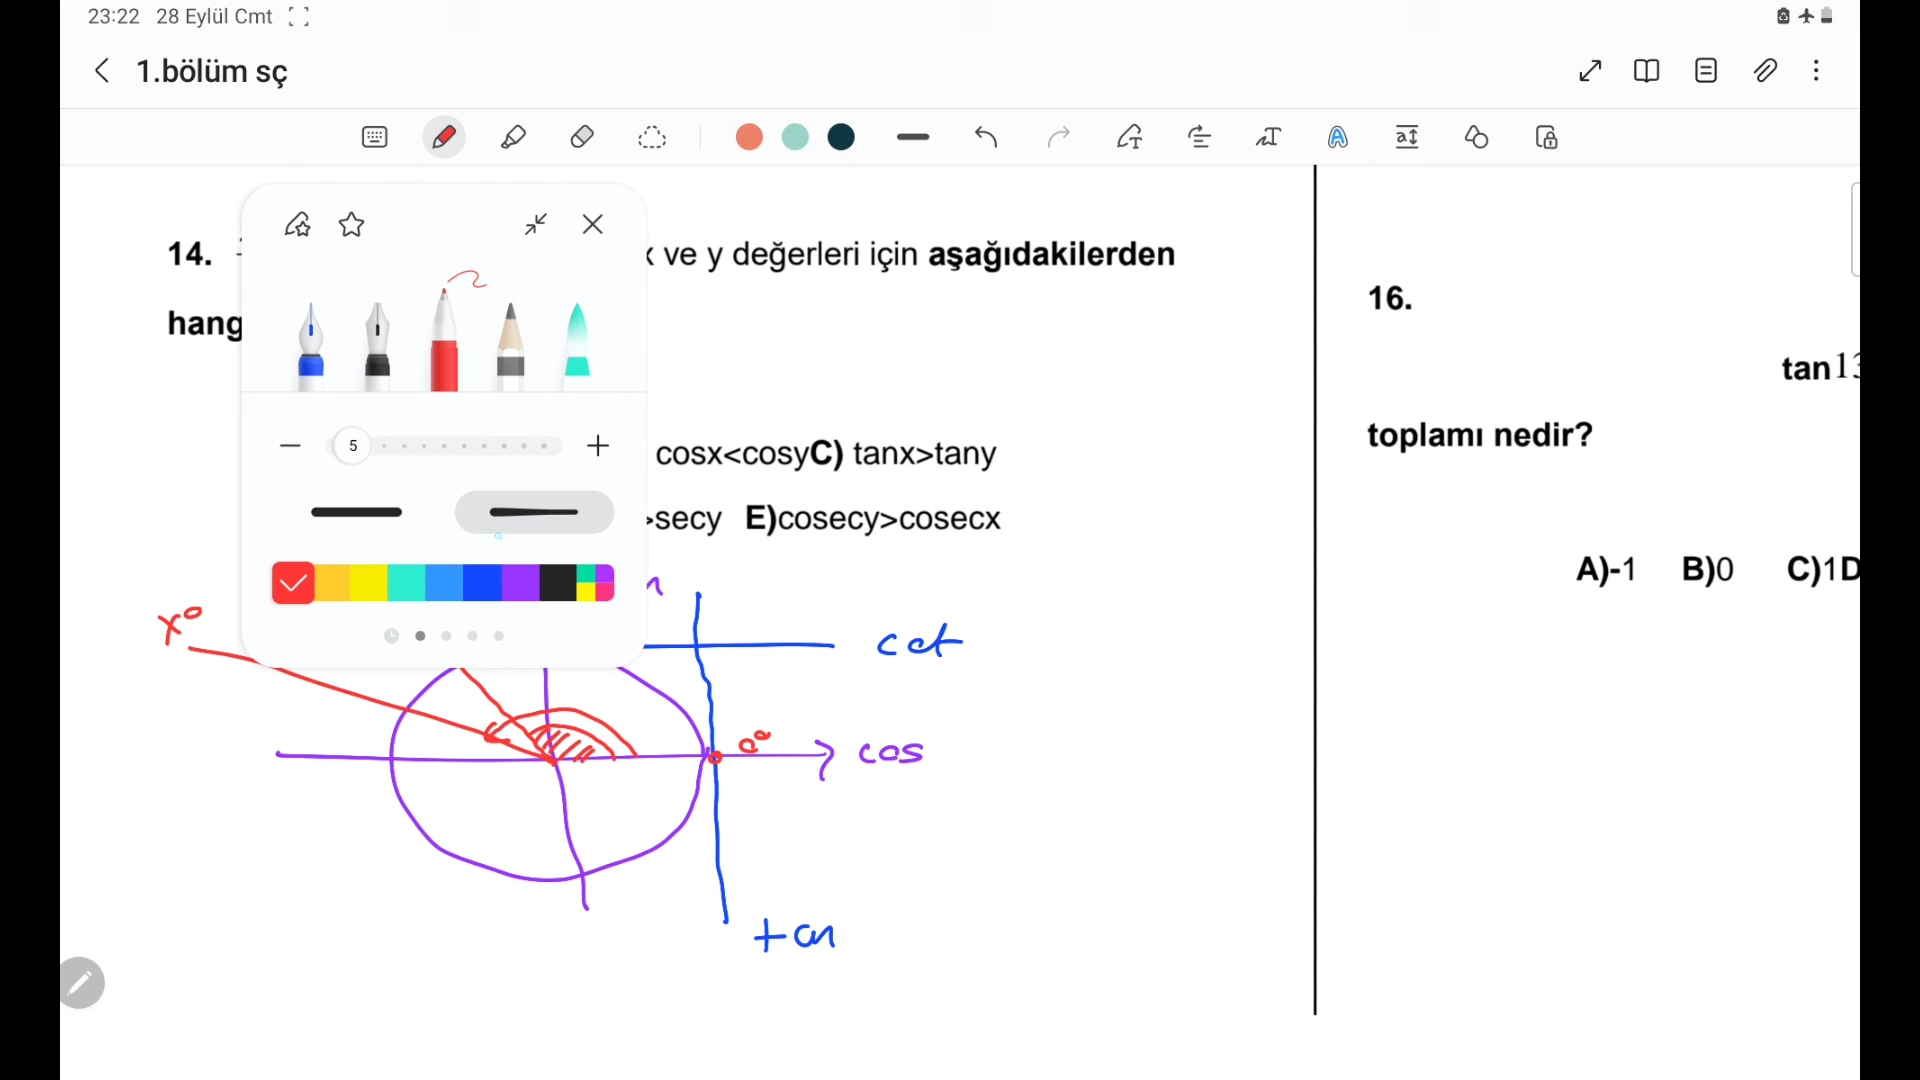 23:22 28 Eylül Cmt
1.bölüm sç
14.
ve y değerleri için aşağıdakilerden
hang
cosx<cosyC) tanx>tany
>secy E)cosecy>cosecx
5
x°
cot
0°
cos
tan
16.
tan13
toplamı nedir?
A)-1 B)0 C)1D